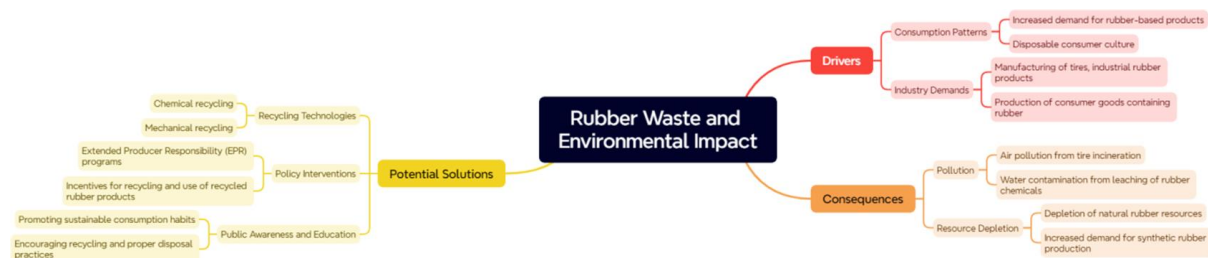 Rubber Waste and
Environmental Impact
Drivers
Consumption Patterns
Increased demand for rubber-based products
Disposable consumer culture
Industry Demands
Manufacturing of tires, industrial rubber
products
Production of consumer goods containing
rubber
Consequences
Pollution
Air pollution from tire incineration
Water contamination from leaching of rubber
chemicals
Resource Depletion
Depletion of natural rubber resources
Increased demand for synthetic rubber
production
Potential Solutions
Recycling Technologies
Chemical recycling
Mechanical recycling
Policy Interventions
Extended Producer Responsibility (EPR)
programs
Incentives for recycling and use of recycled
rubber products
Public Awareness and Education
Promoting sustainable consumption habits
Encouraging recycling and proper disposal
practices